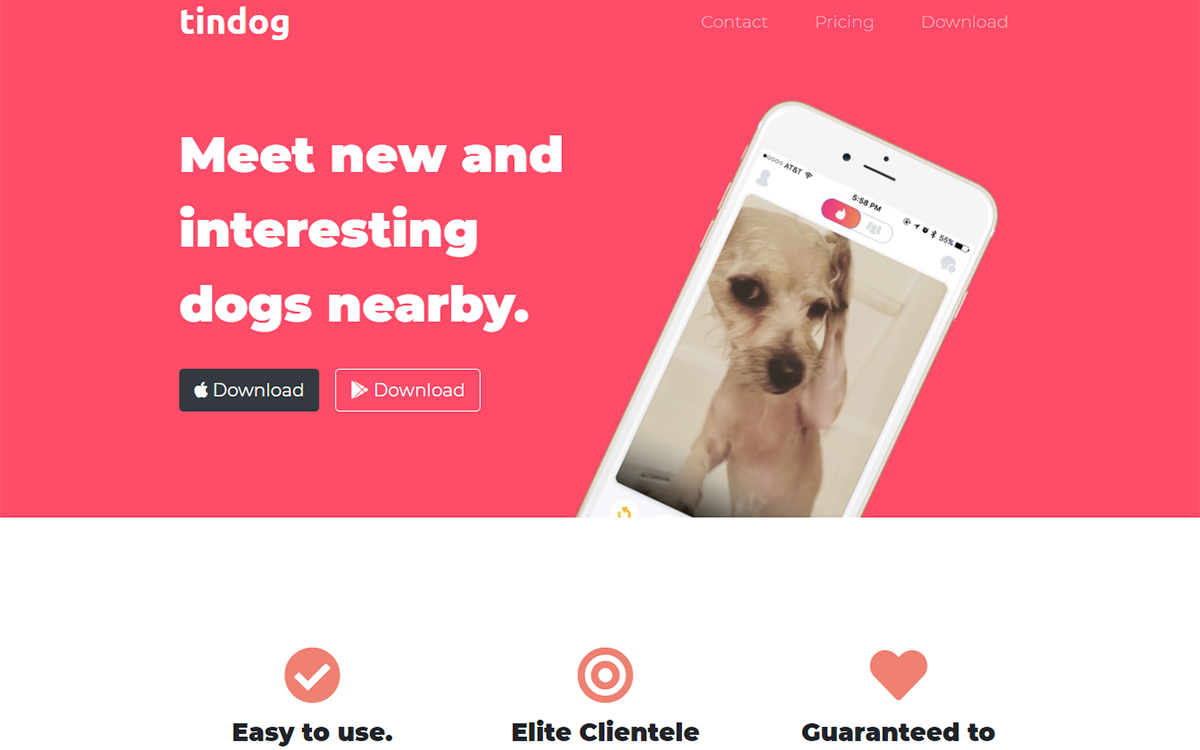 tindog
Contact
Pricing
Download
Meet new and
interesting
dogs nearby.
Download
Download
AT&T
5:58 PM
55%
Easy to use.
Elite Clientele
Guaranteed to